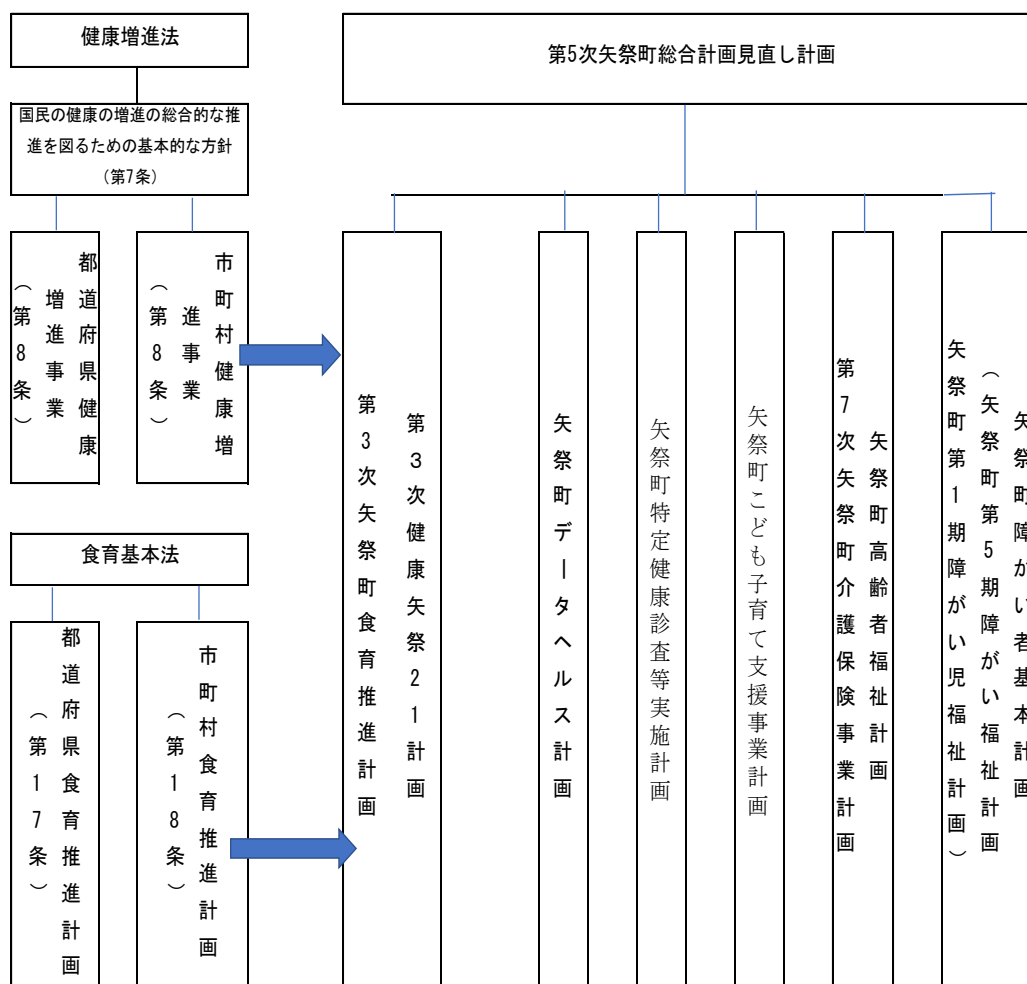 健康増進法
国民の健康の増進の総合的な推
進を図るための基本的な方針
（第7条）
都道府県健康
増進事業
（第8条）
市町村健康増
進事業
（第8条）
食育基本法
都道府県食育推進計画
（第17条）
市町村食育推進計画
（第18条）
第5次矢祭町総合計画見直し計画
第３次健康矢祭２１計画
第3次矢祭町食育推進計画
矢祭町データヘルス計画
矢祭町特定健康診査等実施計画
矢祭町こども子育て支援事業計画
矢祭町高齢者福祉計画
第7次矢祭町介護保険事業計画
矢祭町障がい者基本計画
（矢祭町第5期障がい福祉計画
矢祭町第1期障がい児福祉計画）